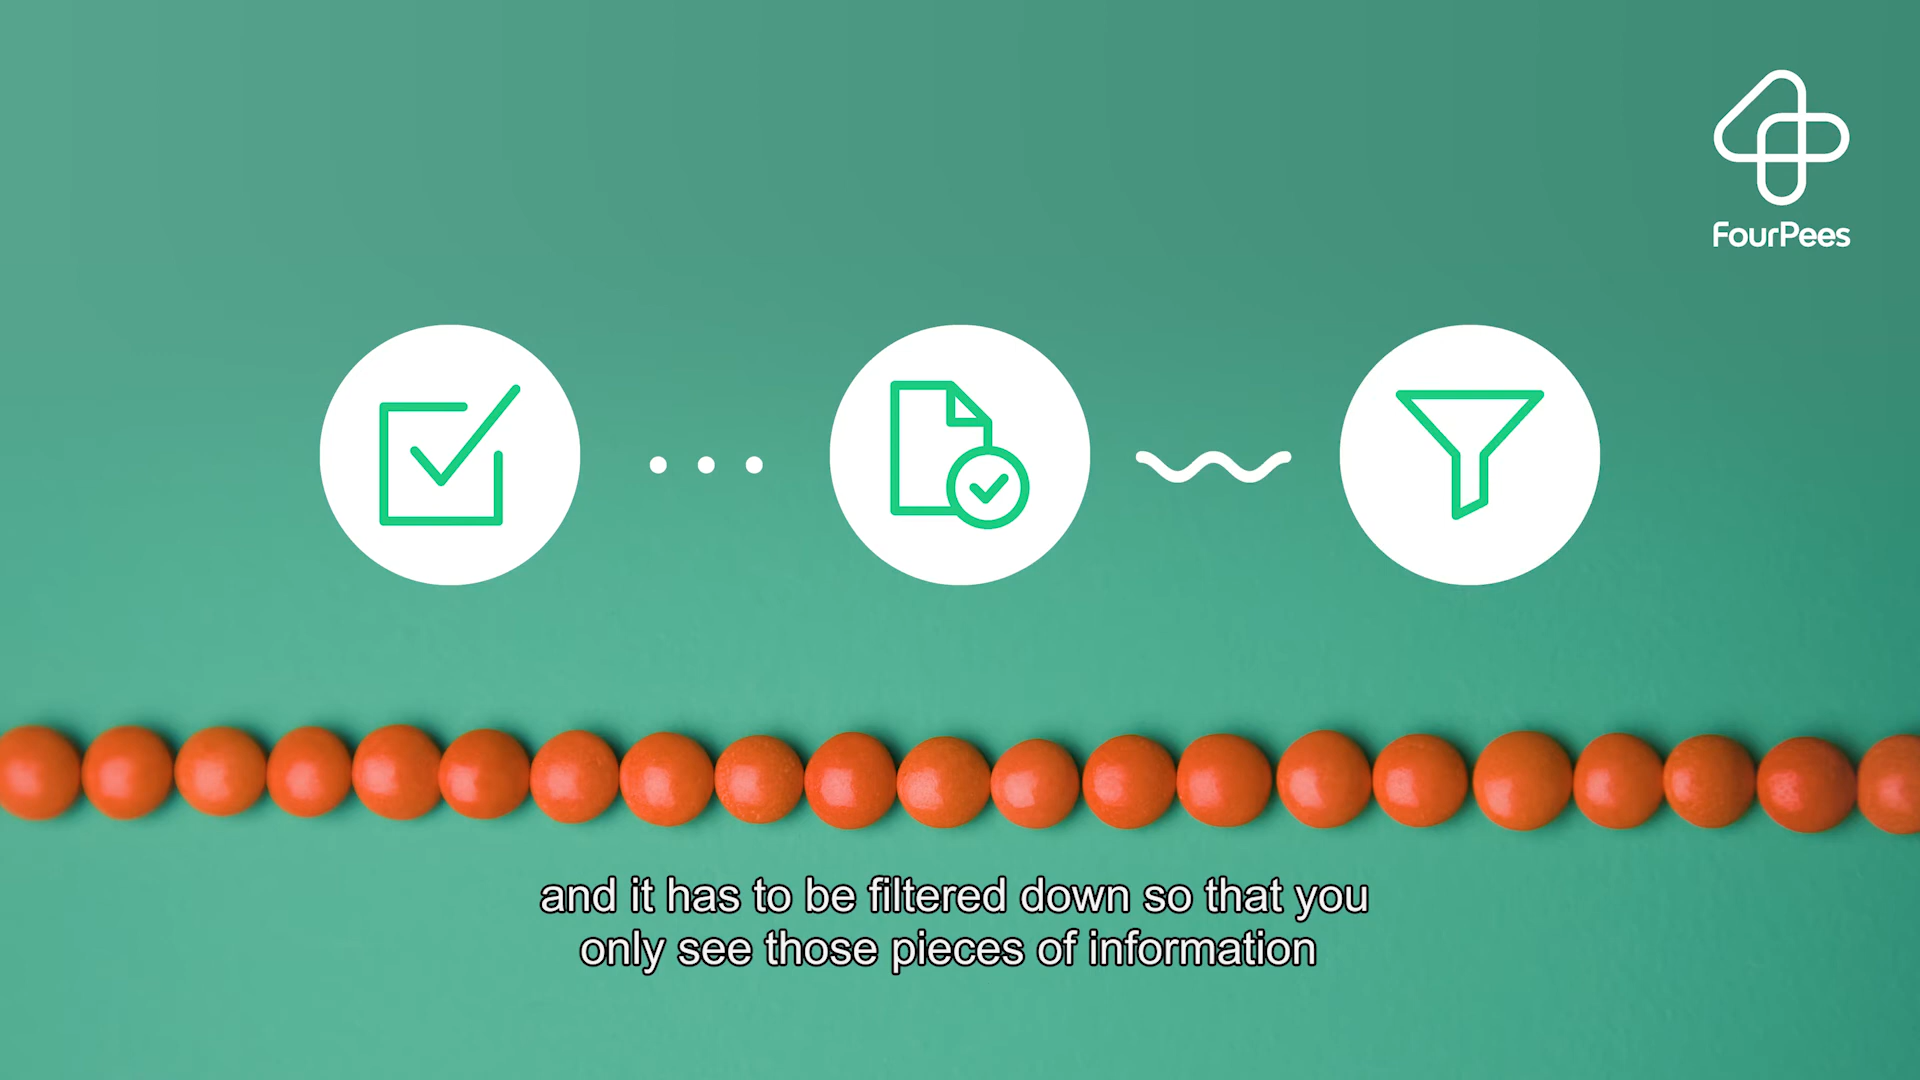 FourPees
and it has to be filtered down so that you
only see those pieces of information